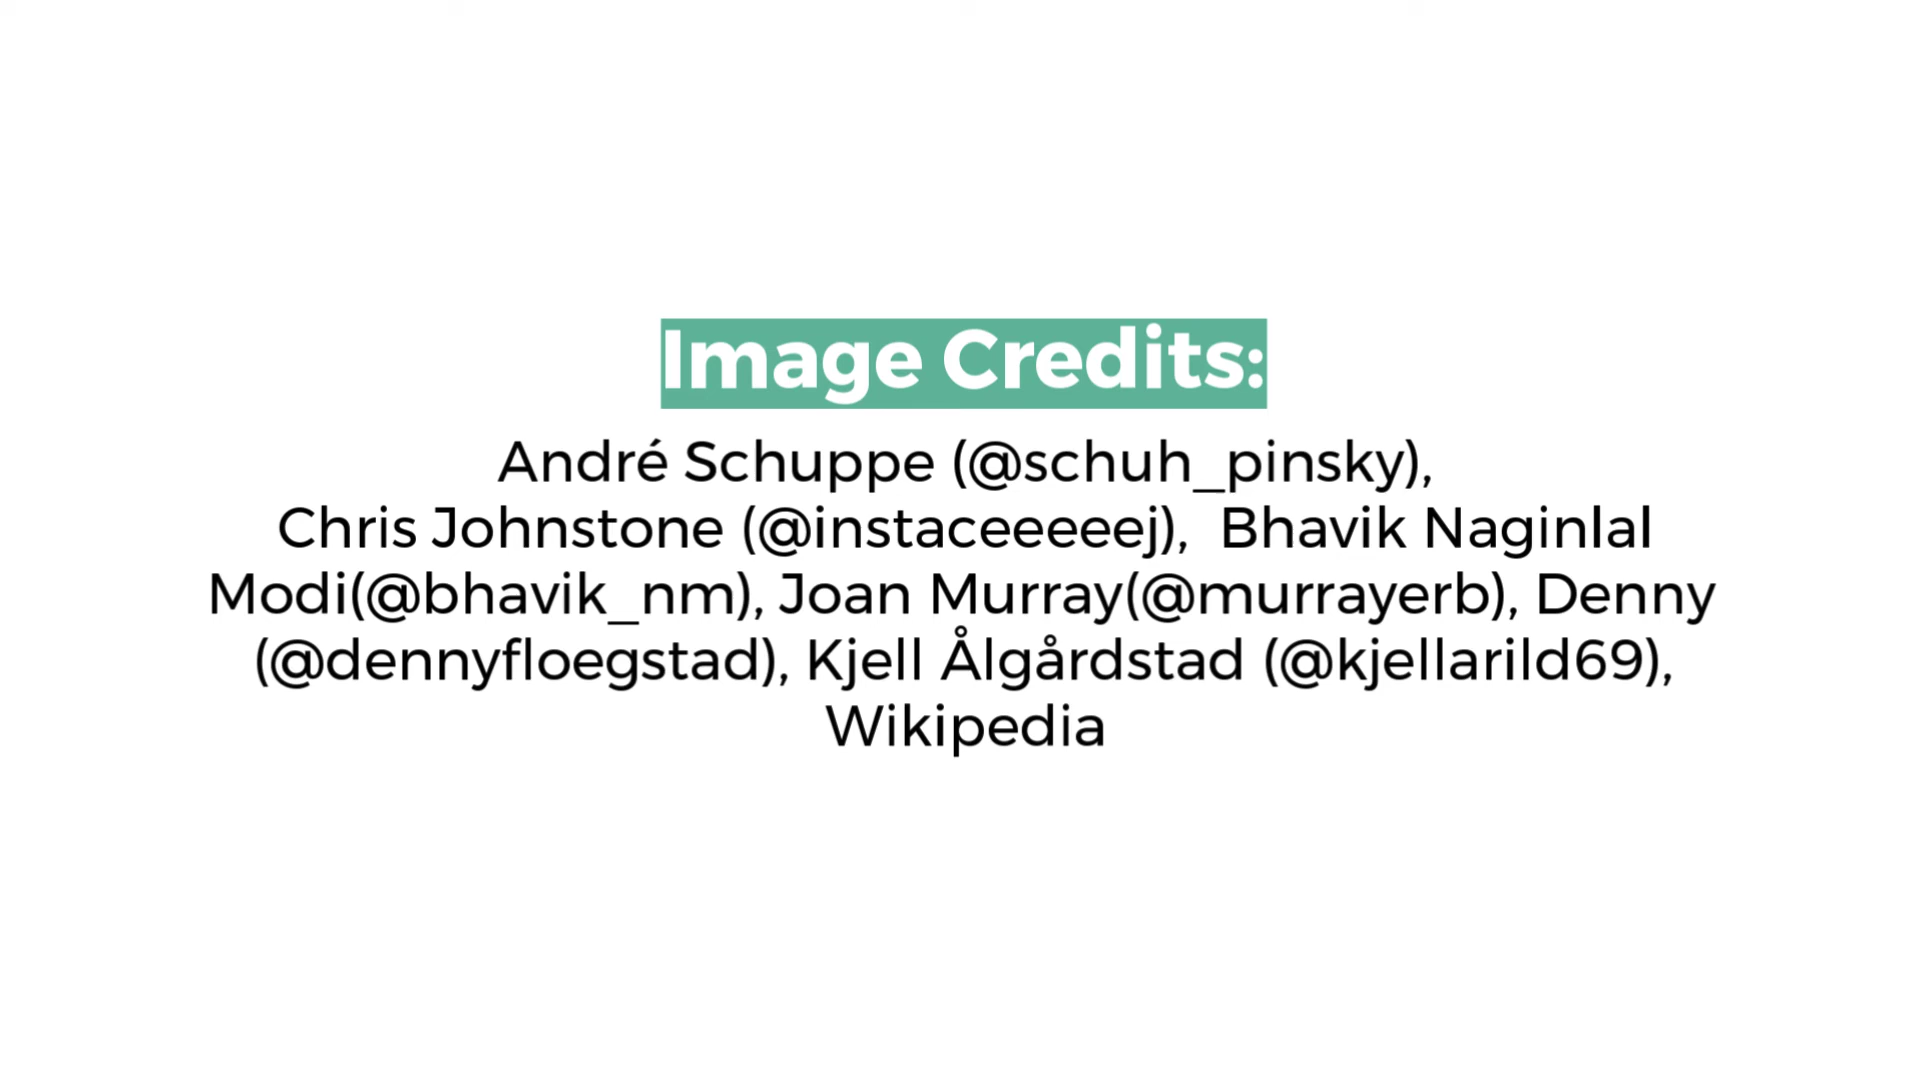 Image Credits:
André Schuppe (@schuh_pinsky),
Chris Johnstone (@instaceeeeej),  Bhavik Naginlal
Modi(@bhavik_nm), Joan Murray(@murrayerb), Denny
(@dennyfloegstad), Kjell Ålgårdstad (@kjellarild69),
Wikipedia